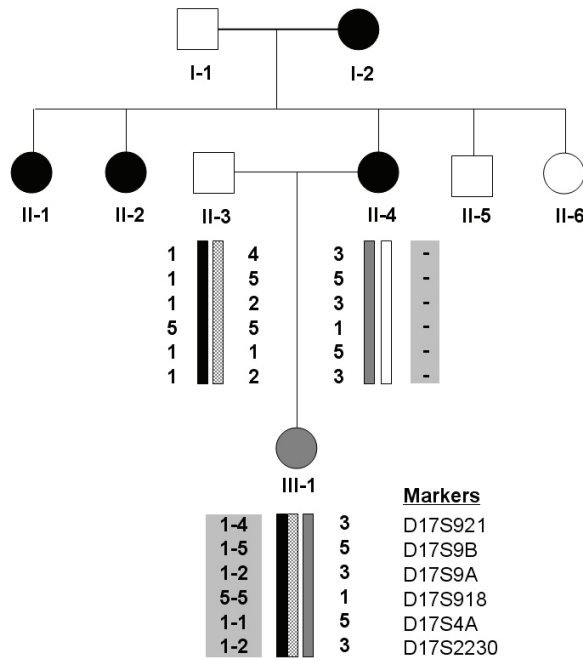 I-1 I-2
II-1 II-2 II-3 II-4 II-5 II-6
1 4 3 -
1 5 5 -
1 2 3 -
5 5 1 -
1 1 5 -
1 2 3 -
III-1 Markers
1-4 3 D17S921
1-5 5 D17S9B
1-2 3 D17S9A
5-5 1 D17S918
1-1 5 D17S4A
1-2 3 D17S2230